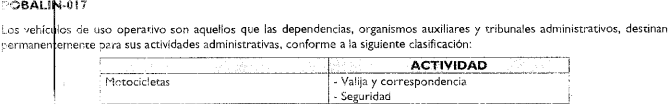 POBALIN-017
Los vehículos de uso operativo son aquellos que las dependencias, organismos auxiliares y tribunales administrativos, destinan
permanentemente para sus actividades administrativas, conforme a la siguiente clasificación:
ACTIVIDAD
Motocicletas
- Valija y correspondencia
- Seguridad